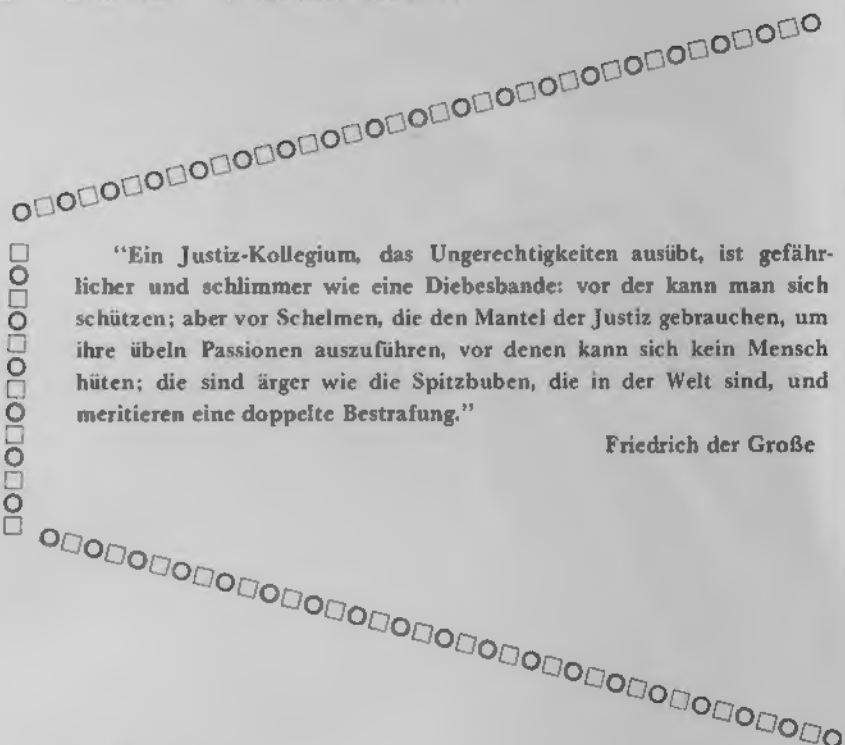 “Ein Justiz-Kollegium, das Ungerechtigkeiten ausübt, ist gefähr-
licher und schlimmer wie eine Diebesbande: vor der kann man sich
schützen; aber vor Schelmen, die den Mantel der Justiz gebrauchen, um
ihre übeln Passionen auszuführen, vor denen kann sich kein Mensch
hüten; die sind ärger wie die Spitzbuben, die in der Welt sind, und
meritieren eine doppelte Bestrafung.”
Friedrich der Große